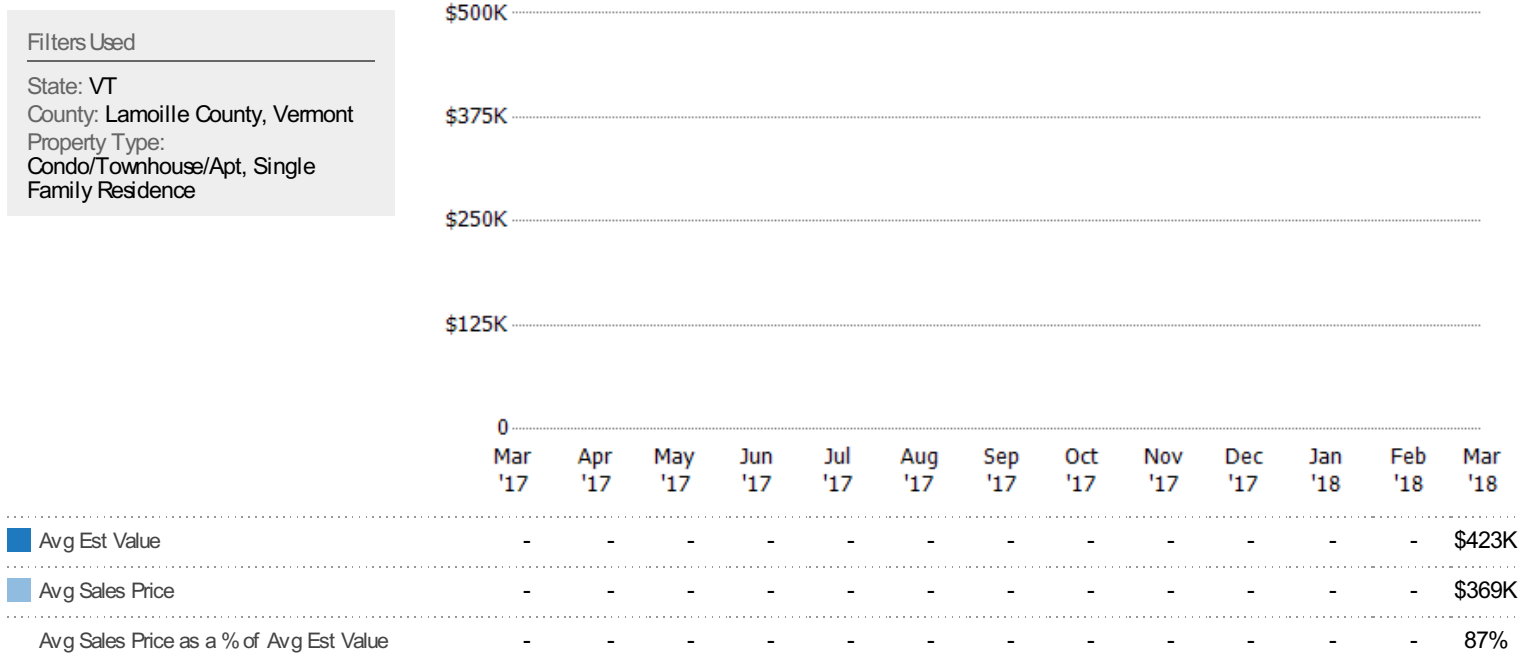 Filters Used
State: VT
County: Lamoille County, Vermont
Property Type:
Condo/Townhouse/Apt, Single
Family Residence
$500K
$375K
$250K
$125K
0
Mar Apr May Jun Jul Aug Sep Oct Nov Dec Jan Feb Mar
'17 '17 '17 '17 '17 '17 '17 '17 '17 '17 '18 '18 '18
Avg Est Value - - - - - - - - - - - - $423K
Avg Sales Price - - - - - - - - - - - - $369K
Avg Sales Price as a % of Avg Est Value - - - - - - - - - - - - 87%